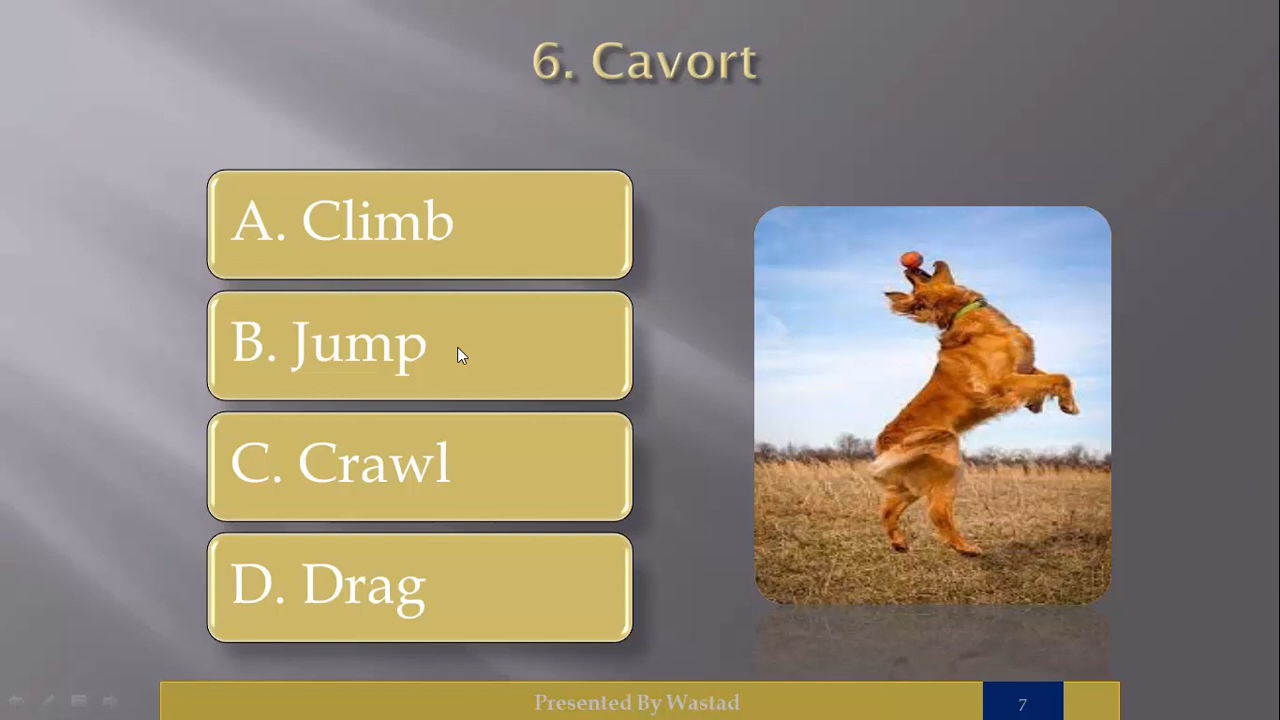 6. Cavort
A. Climb
B. Jump
C. Crawl
D. Drag
Presented By Wastad
7